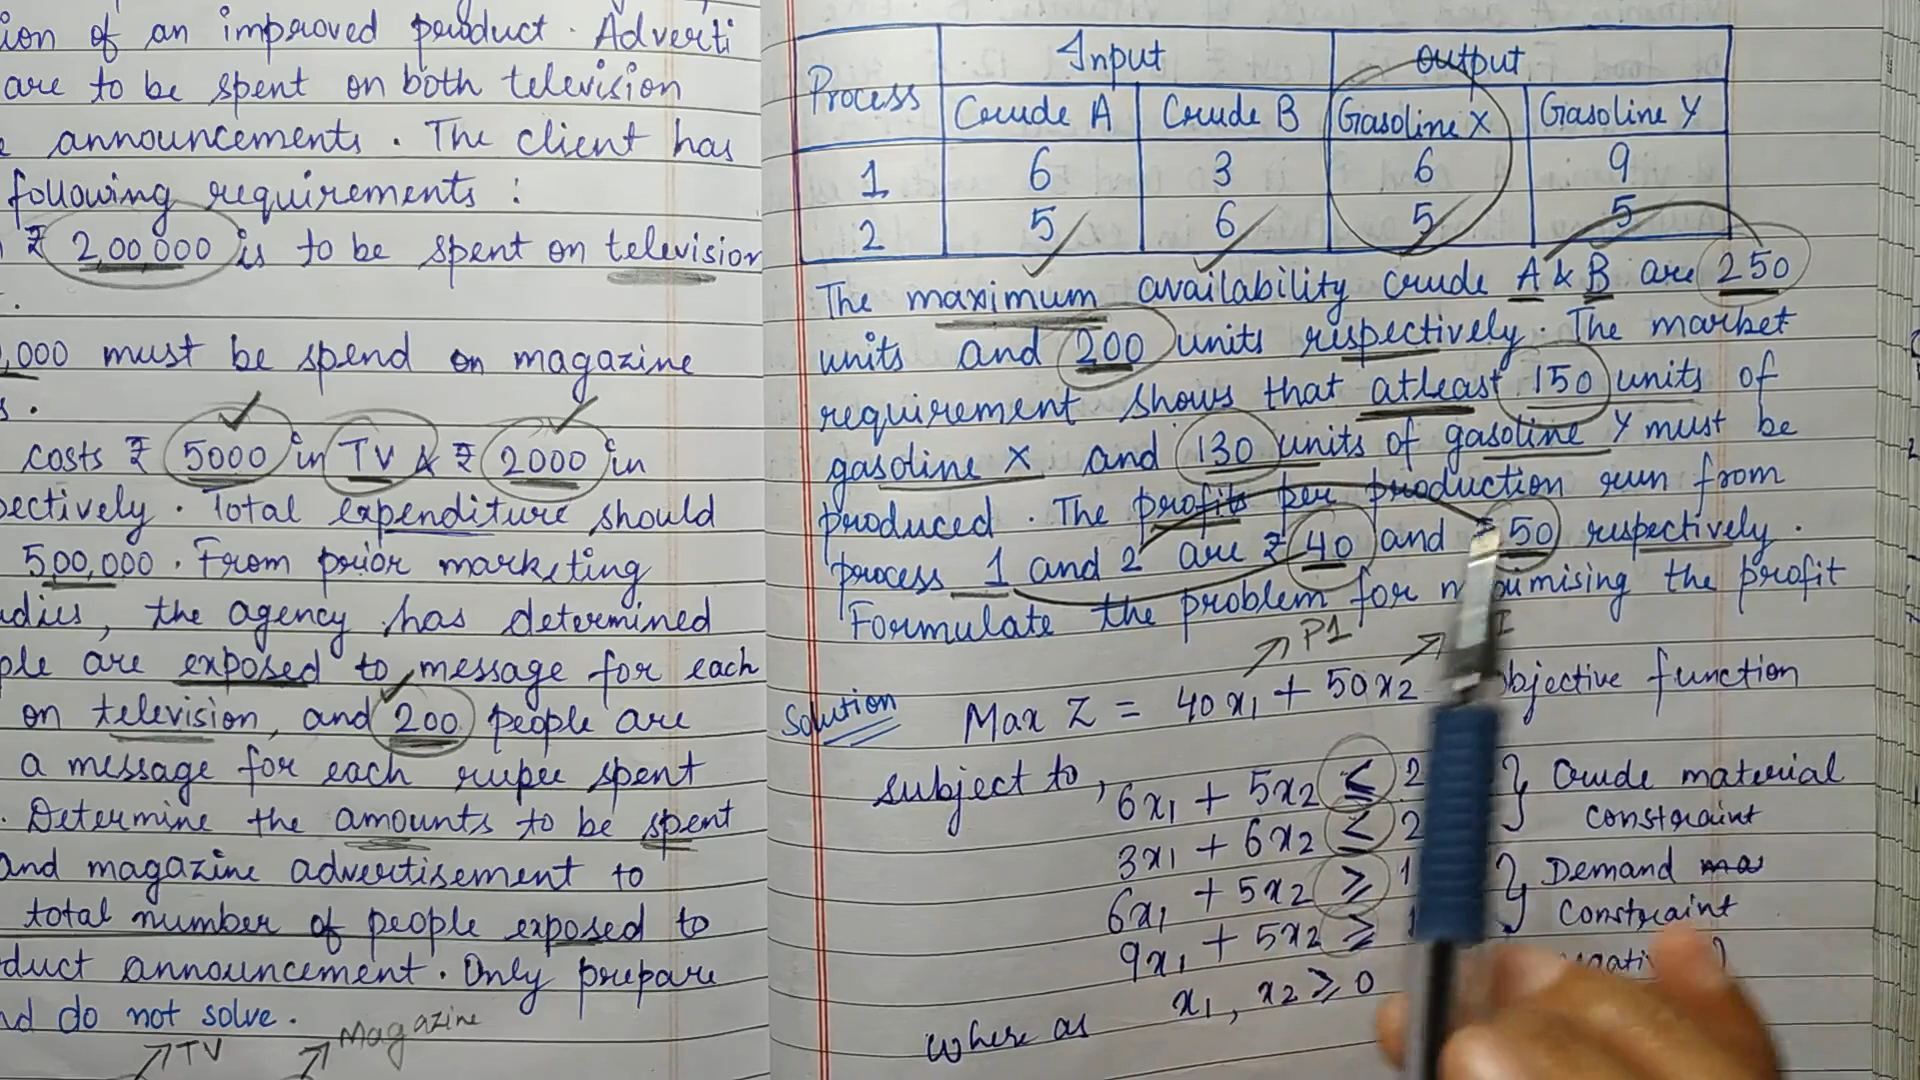 ion of an improved product. Adverti
are to be spent on both television
announcements. The client has
following requirements :
₹ 2,00,000 is to be spent on television
,000 must be spend on magazine
costs ₹ 5000 in TV & ₹ 2000 in
pectively. Total expenditure should
500,000. From prior marketing
udies, the agency has determined
ple are exposed to message for each
on television, and 200 people are
a message for each rupee spent
. Determine the amounts to be spent
and magazine advertisement to
total number of people exposed to
duct announcement. Only prepare
nd do not solve.
TV Magazine
Process Input Output
Crude A Crude B Gasoline X Gasoline Y
1 6 3 6 9
2 5 6 5 5
The maximum availability crude A & B are 250
units and 200 units respectively. The market
requirement shows that atleast 150 units of
gasoline X and 130 units of gasoline Y must be
produced. The profits per production run from
process 1 and 2 are ₹ 40 and 50 respectively.
Formulate the problem for the profit
P1
Solution Max Z = 40x₁ + 50x₂ objective function
subject to, 6x₁ + 5x₂ ≤ 2 } Crude material
3x₁ + 6x₂ ≤ 2 constraint
6x₁ + 5x₂ ≥ 1 } Demand
9x₁ + 5x₂ ≥ 1 Constraint
where as x₁, x₂ ≥ 0